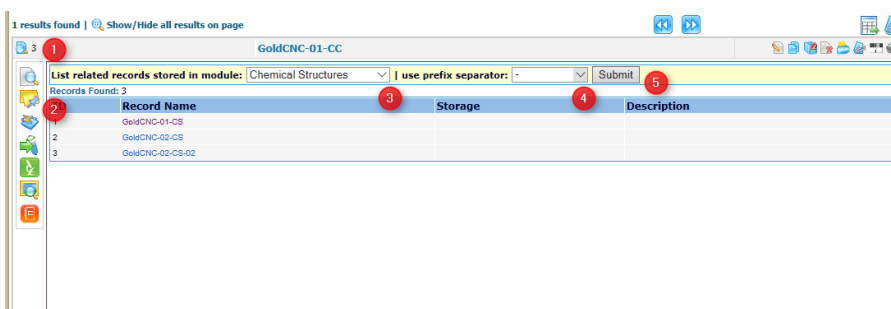 1 results found | Show/Hide all results on page
3 1 GoldCNC-01-CC
List related records stored in module: Chemical Structures | use prefix separator: - Submit
3 4 5
Records Found: 3
2 Record Name Storage Description
1 GoldCNC-01-CS
2 GoldCNC-02-CS
3 GoldCNC-02-CS-02